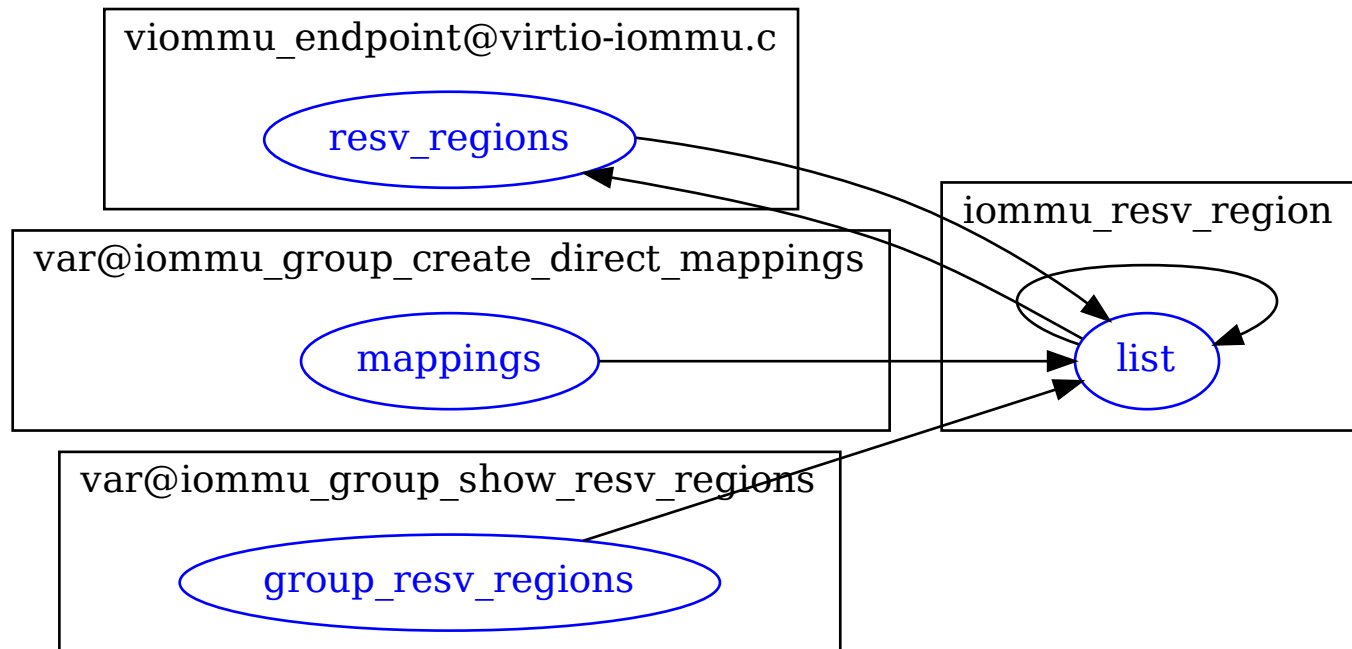 viommu_endpoint@virtio-iommu.c
resv_regions
iommu_resv_region
list
var@iommu_group_create_direct_mappings
mappings
var@iommu_group_show_resv_regions
group_resv_regions